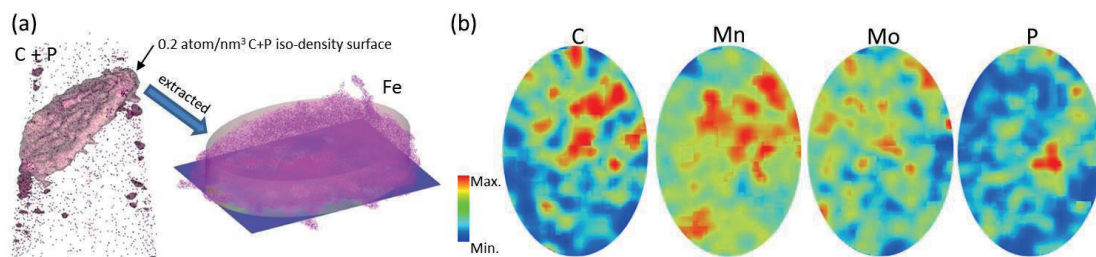 (a)
C + P
0.2 atom/nm³ C+P iso-density surface
extracted
Fe
(b)
C
Mn
Mo
P
Max.
Min.